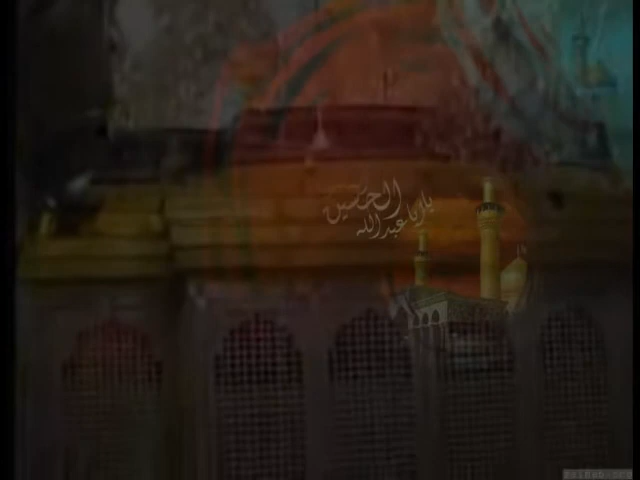 يا ابا عبدالله
الحسين